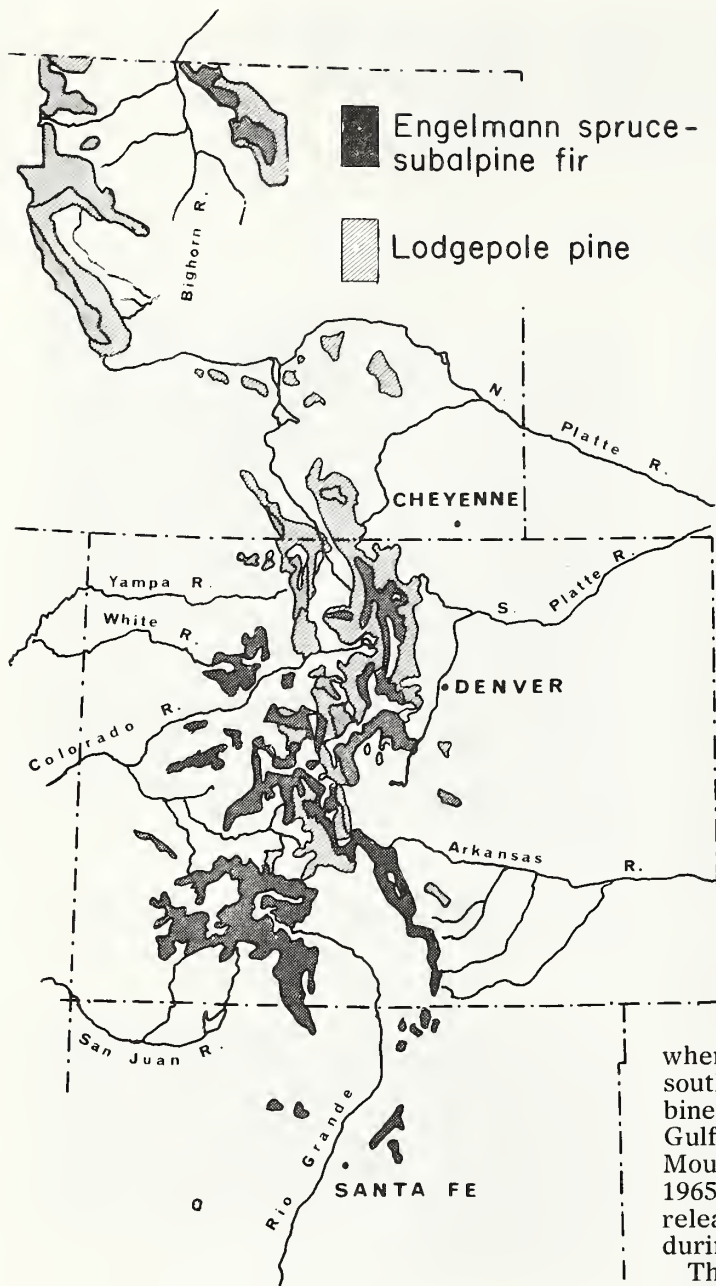 Engelmann spruce-
subalpine fir
Lodgepole pine
Bighorn R.
N. Platte R.
CHEYENNE
S. Platte R.
Yampa R.
White R.
DENVER
Colorado R.
Arkansas R.
San Juan R.
Rio Grande
SANTA FE
wher
sout
bine
Gulf
Mou
1965
relea
durin
Th